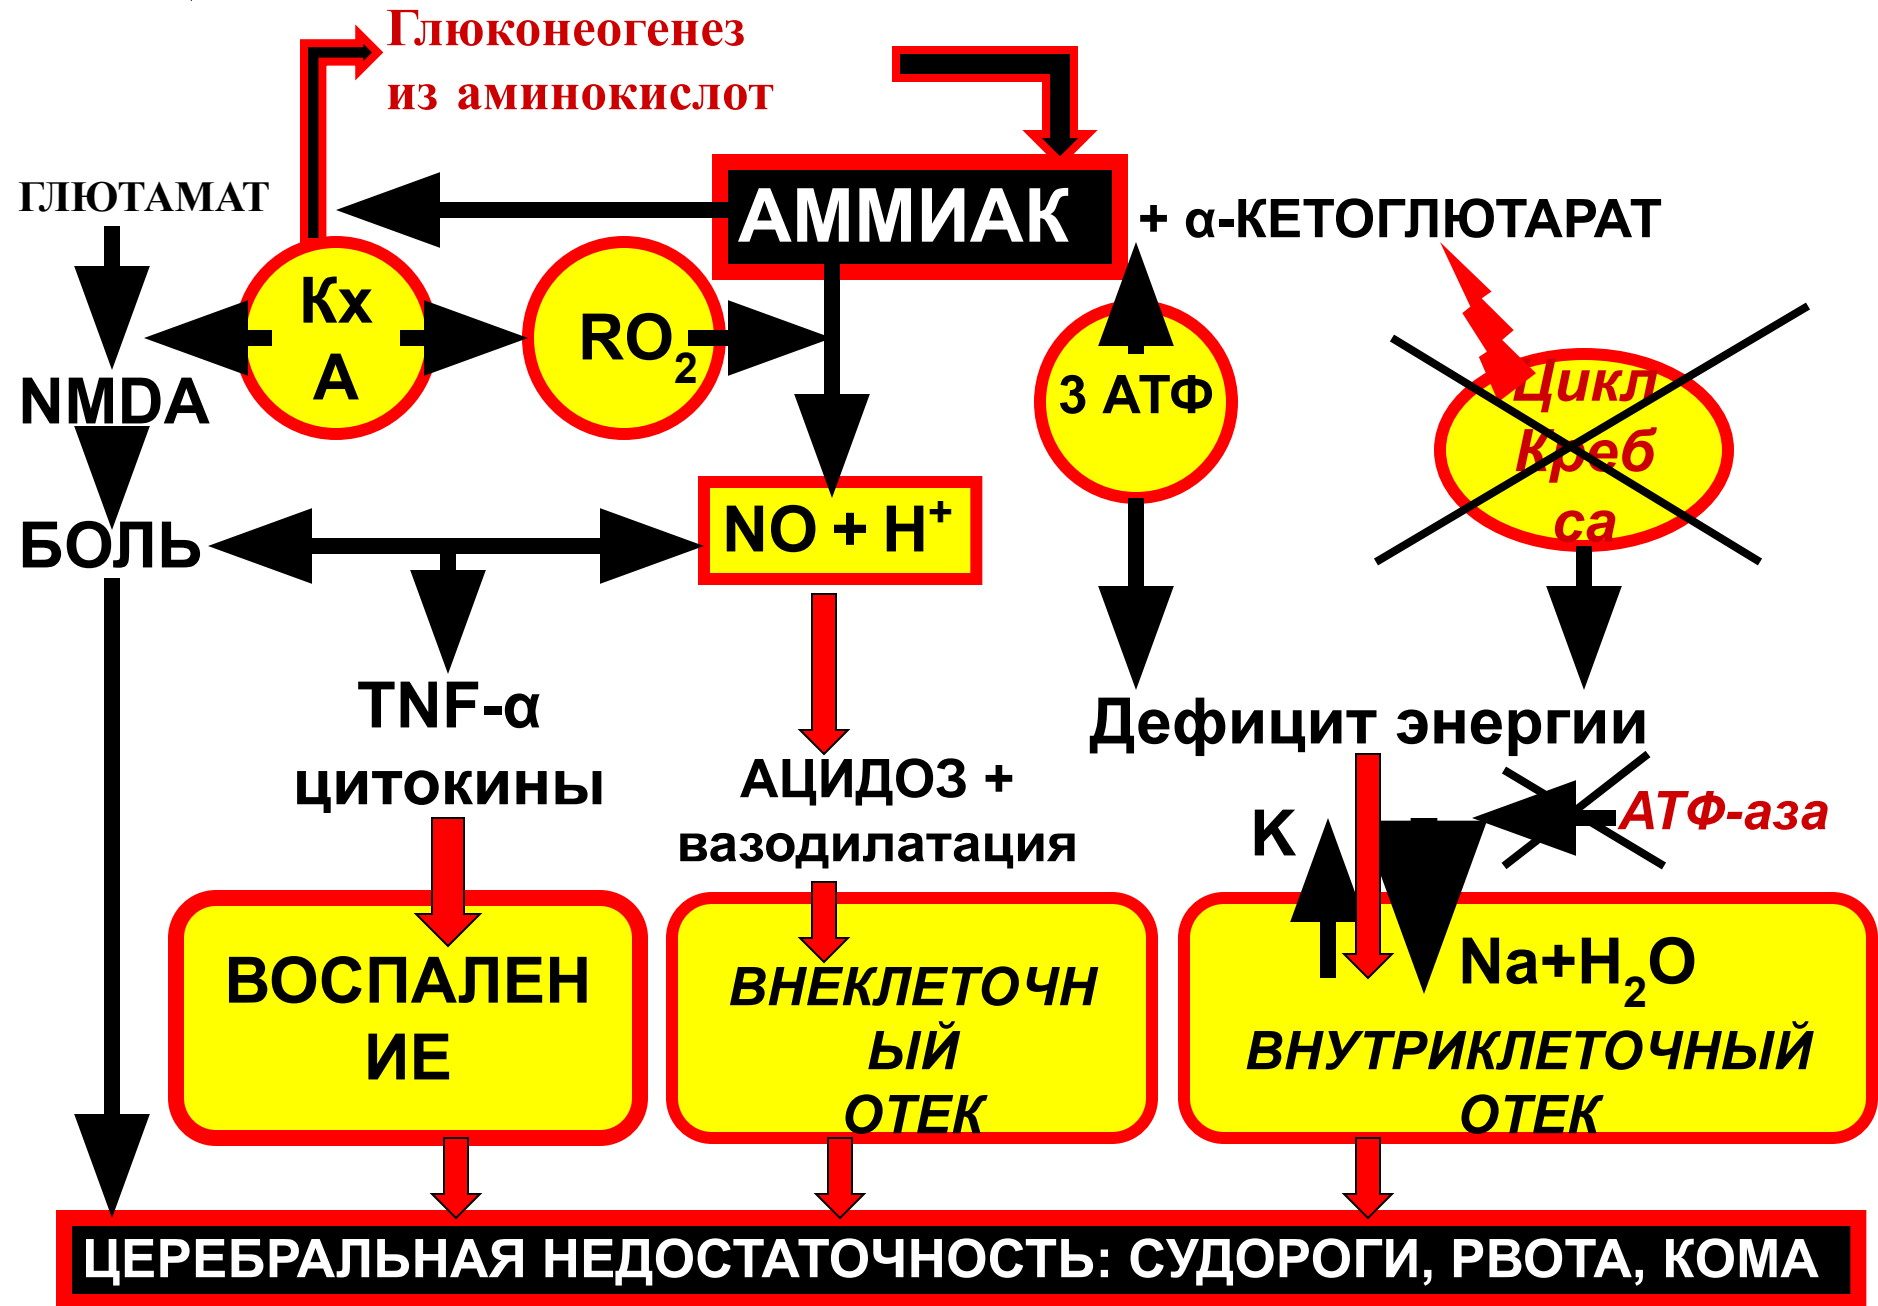 Глюконеогенез
из аминокислот
ГЛЮТАМАТ
АММИАК
+ α-КЕТОГЛЮТАРАТ
Кх
А
RO2
3 АТФ
Цикл
Креб
са
NMDA
БОЛЬ
NO + H+
TNF-α
цитокины
АЦИДОЗ +
вазодилатация
Дефицит энергии
К
АТФ-аза
ВОСПАЛЕН
ИЕ
ВНЕКЛЕТОЧН
ЫЙ
ОТЕК
Na+H2O
ВНУТРИКЛЕТОЧНЫЙ
ОТЕК
ЦЕРЕБРАЛЬНАЯ НЕДОСТАТОЧНОСТЬ: СУДОРОГИ, РВОТА, КОМА